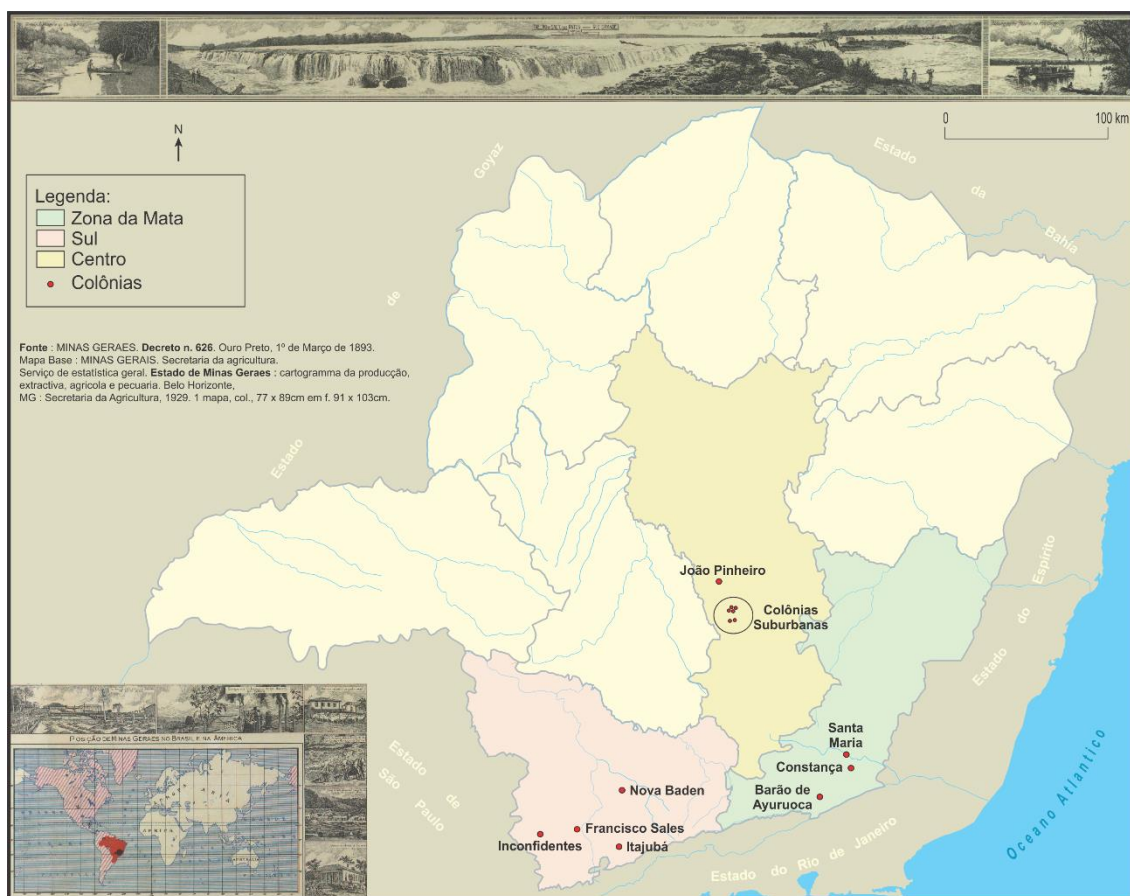 N
0 100 km
Legenda:
Zona da Mata
Sul
Centro
Colônias
Fonte : MINAS GERAES. Decreto n. 626. Ouro Preto, 1º de Março de 1893.
Mapa Base : MINAS GERAIS. Secretaria da agricultura.
Serviço de estatística geral. Estado de Minas Geraes : cartogramma da producção,
extractiva, agricola e pecuaria. Belo Horizonte,
MG : Secretaria da Agricultura, 1929. 1 mapa, col., 77 x 89cm em f. 91 x 103cm.
Estado de Goyaz
Estado da Bahia
Estado do Espírito
João Pinheiro
Colônias
Suburbanas
Santa
Maria
Constança
Barão de
Ayuruoca
Nova Baden
Francisco Sales
Inconfidentes
Itajubá
Estado de
São Paulo
Estado do Rio de Janeiro
Oceano Atlantico
POSIÇÃO DE MINAS GERAES NO BRASIL E NA AMERICA
AFRICA